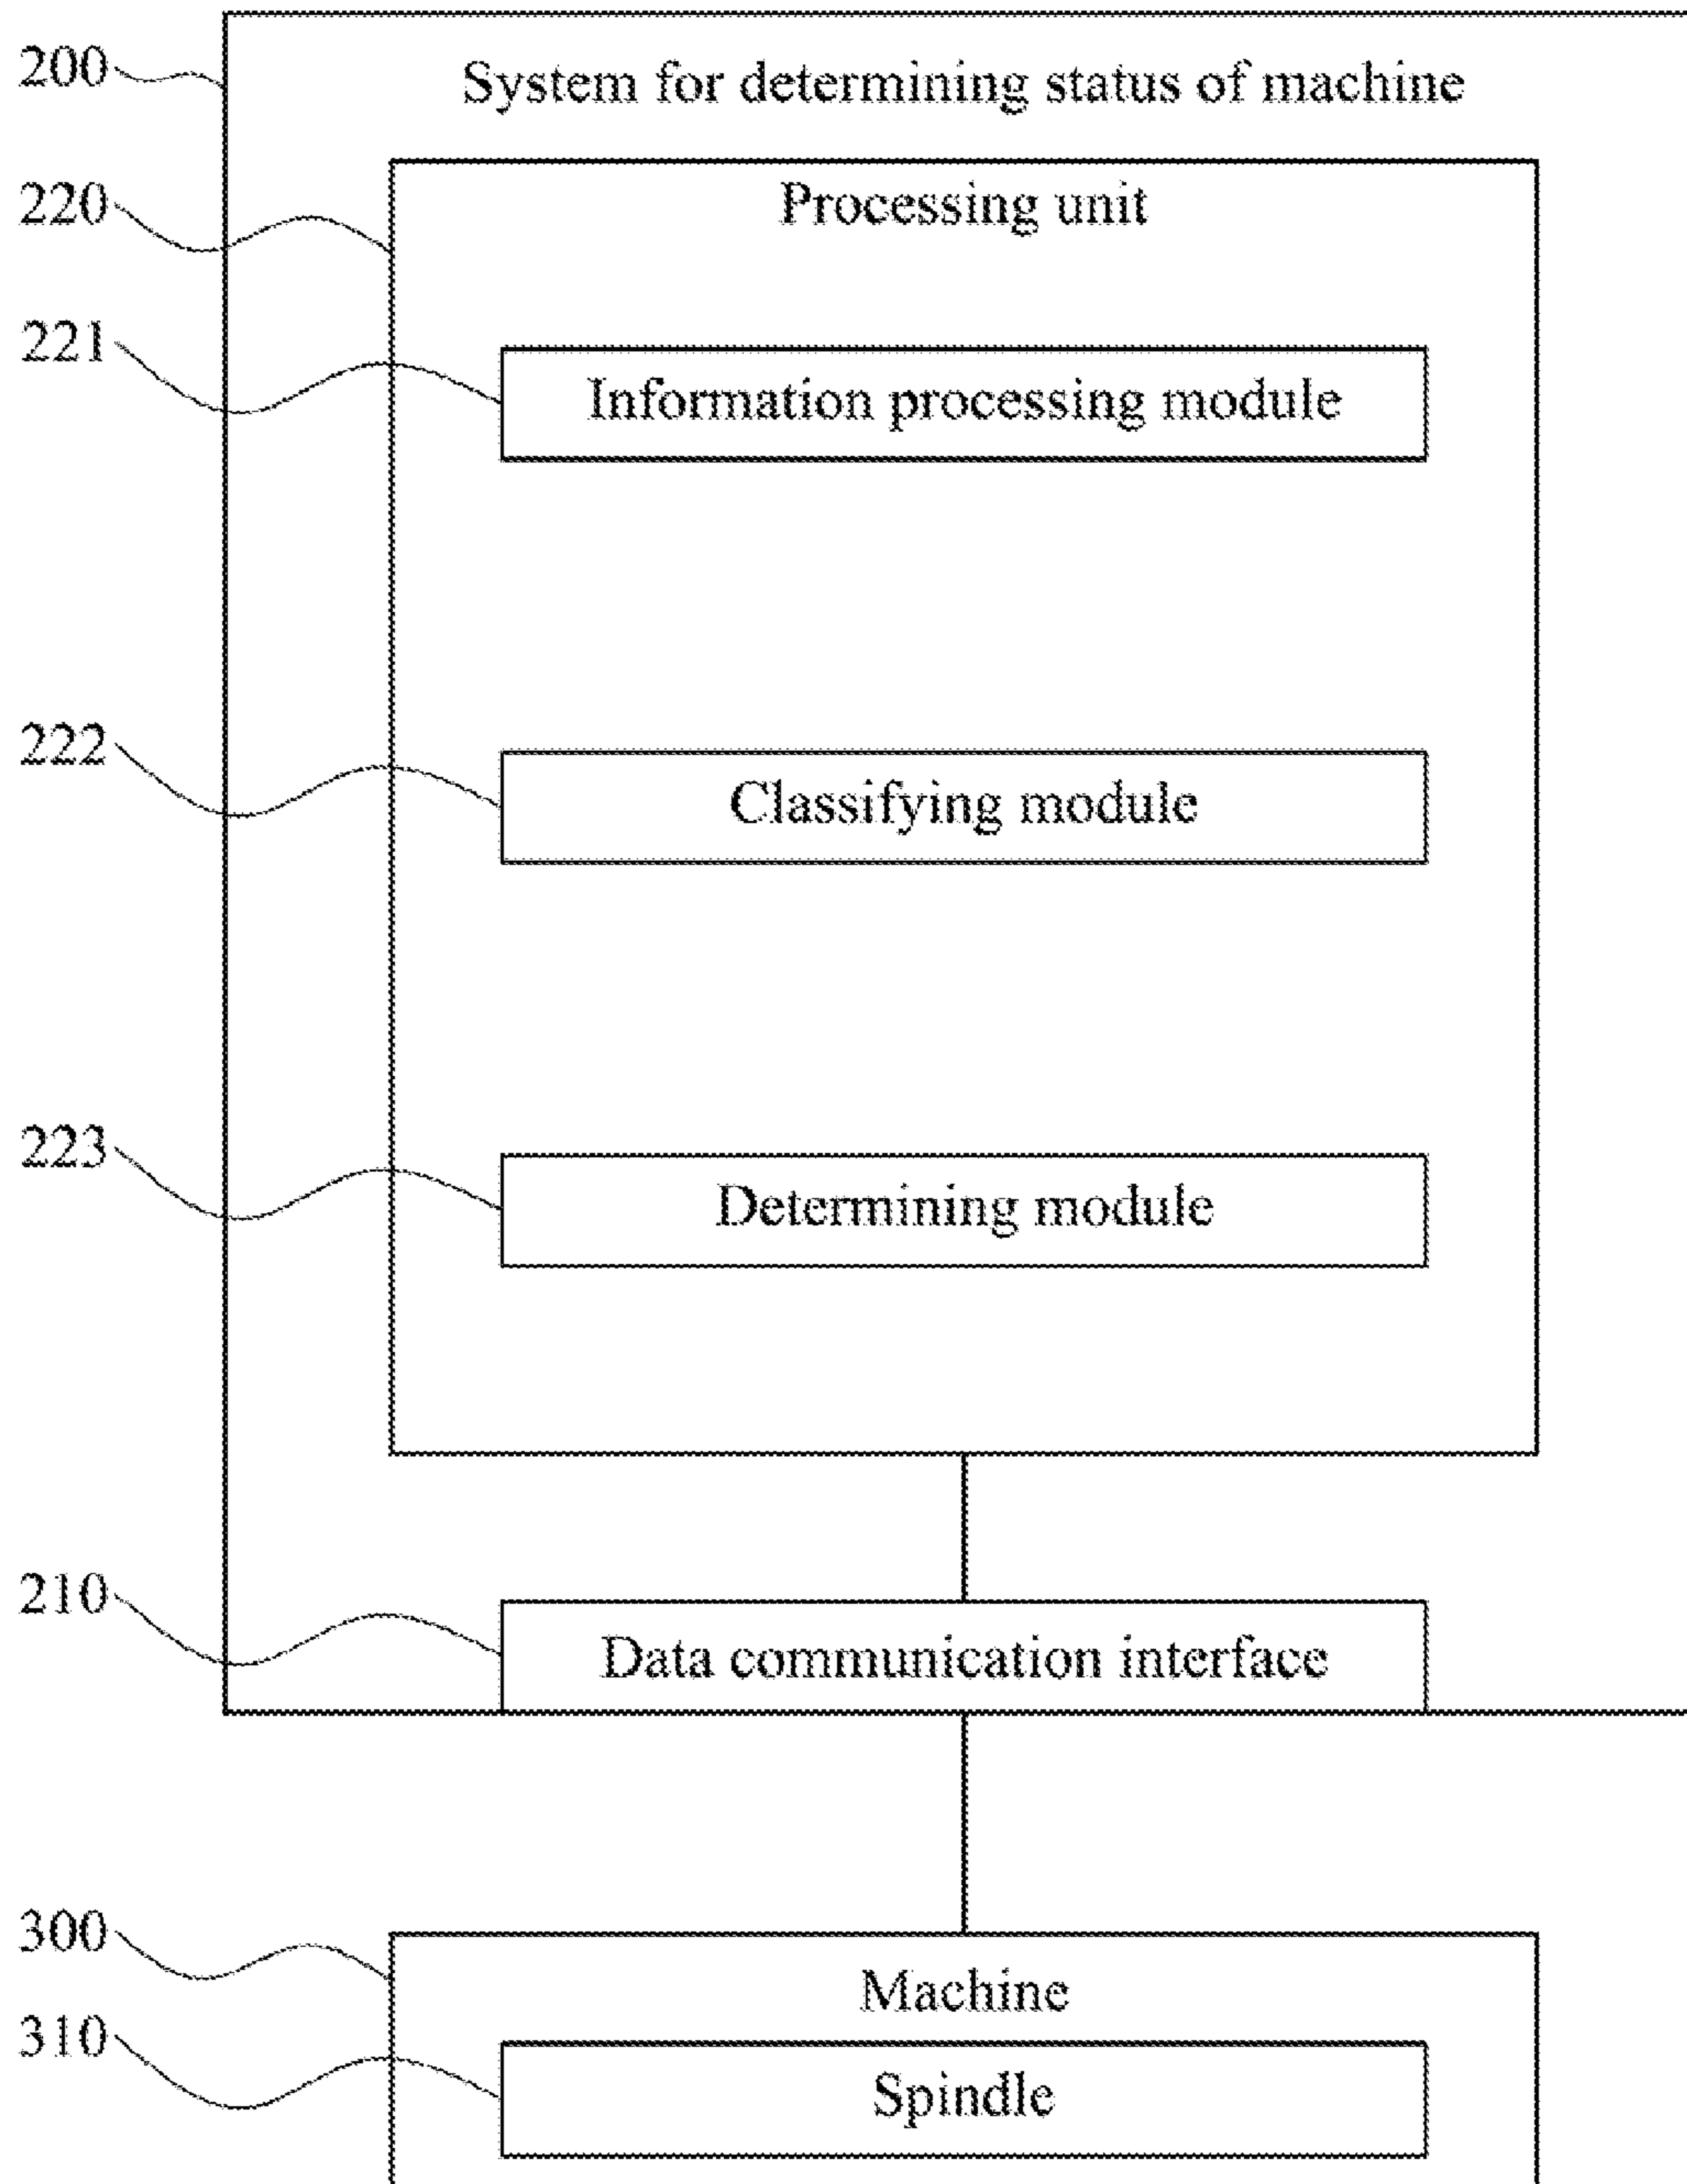 200
System for determining status of machine
220
Processing unit
221
Information processing module
222
Classifying module
223
Determining module
210
Data communication interface
300
Machine
310
Spindle